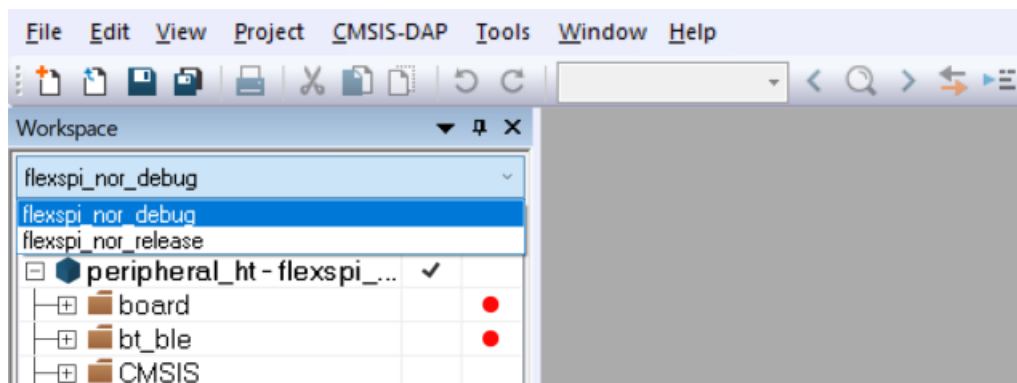 File Edit View Project CMSIS-DAP Tools Window Help
Workspace
flexspi_nor_debug
flexspi_nor_debug
flexspi_nor_release
peripheral_ht - flexspi_...
board
bt_ble
CMSIS